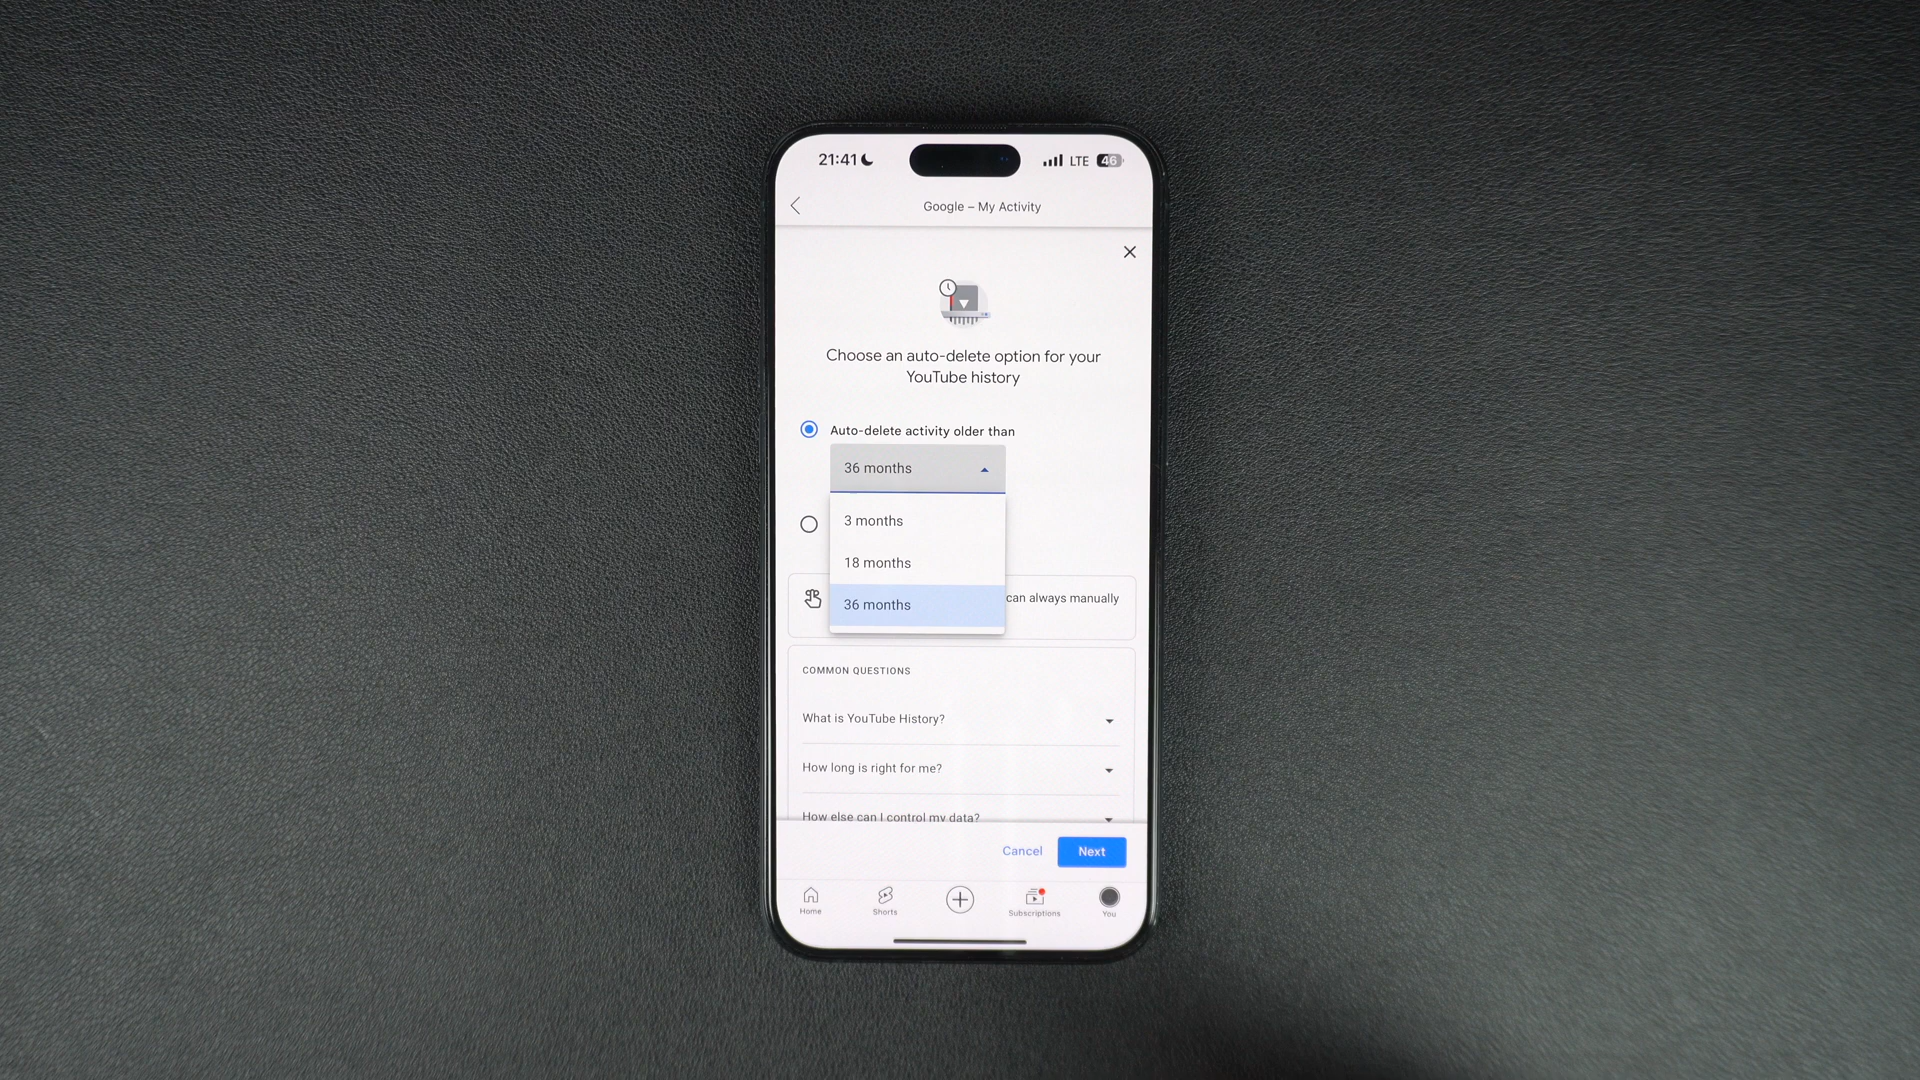 21:41 LTE 46
Google – My Activity
Choose an auto-delete option for your
YouTube history
Auto-delete activity older than
36 months
3 months
18 months
36 months
can always manually
COMMON QUESTIONS
What is YouTube History?
How long is right for me?
How else can I control my data?
Cancel Next
Home Shorts Subscriptions You